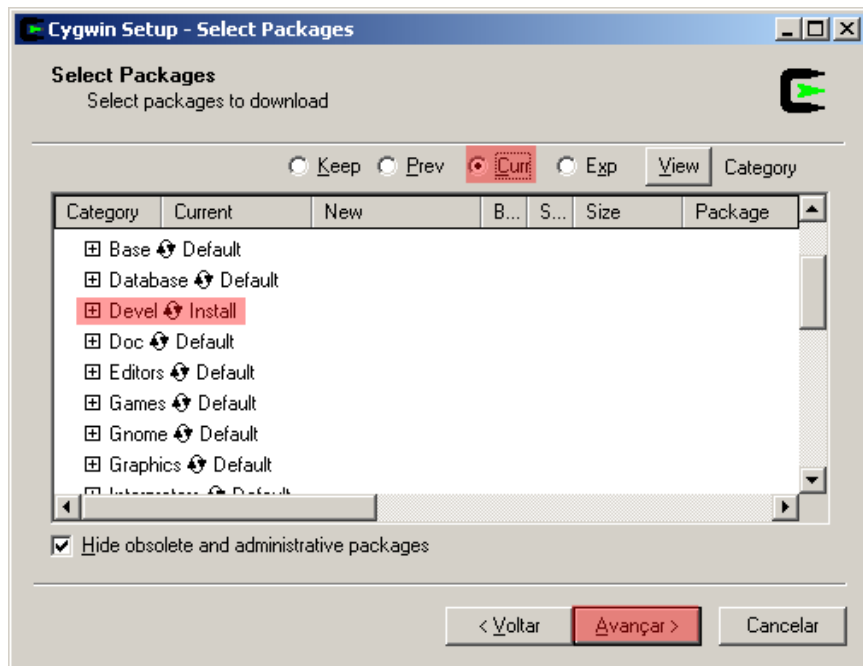 Cygwin Setup - Select Packages
Select Packages
Select packages to download
Keep Prev Curr Exp View Category
Category Current New B... S... Size Package
Base Default
Database Default
Devel Install
Doc Default
Editors Default
Games Default
Gnome Default
Graphics Default
Interpreters Default
Hide obsolete and administrative packages
< Voltar Avançar > Cancelar